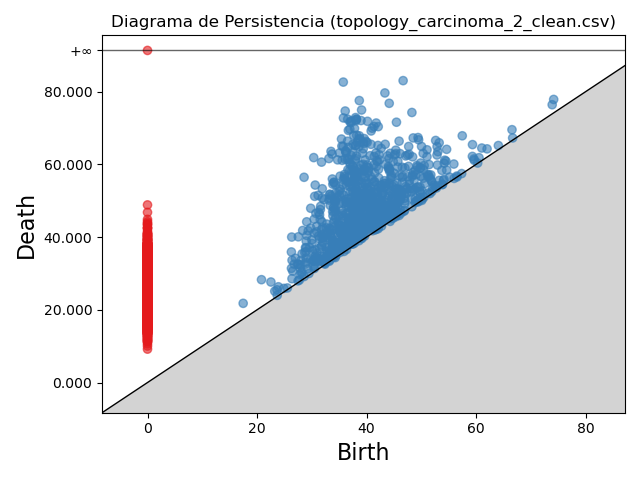 Diagrama de Persistencia (topology_carcinoma_2_clean.csv)
+∞
80.000
60.000
40.000
20.000
0.000
Death
0 20 40 60 80
Birth